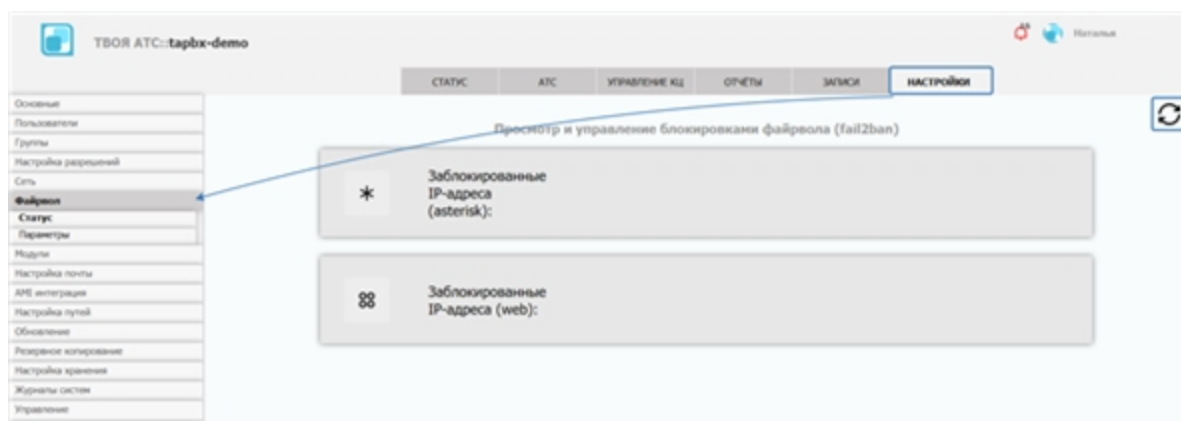 ТВОЯ АТС::tapbx-demo
Наталья
СТАТУС
АТС
УПРАВЛЕНИЕ КЦ
ОТЧЁТЫ
ЗАПИСИ
НАСТРОЙКИ
Основные
Пользователи
Группы
Настройка разрешений
Сеть
Файрвол
Статус
Параметры
Модули
Настройка почты
AMI интеграция
Настройка путей
Обновление
Резервное копирование
Настройка хранения
Журналы систем
Управление
Просмотр и управление блокировками файрвола (fail2ban)
Заблокированные
IP-адреса
(asterisk):
Заблокированные
IP-адреса (web):